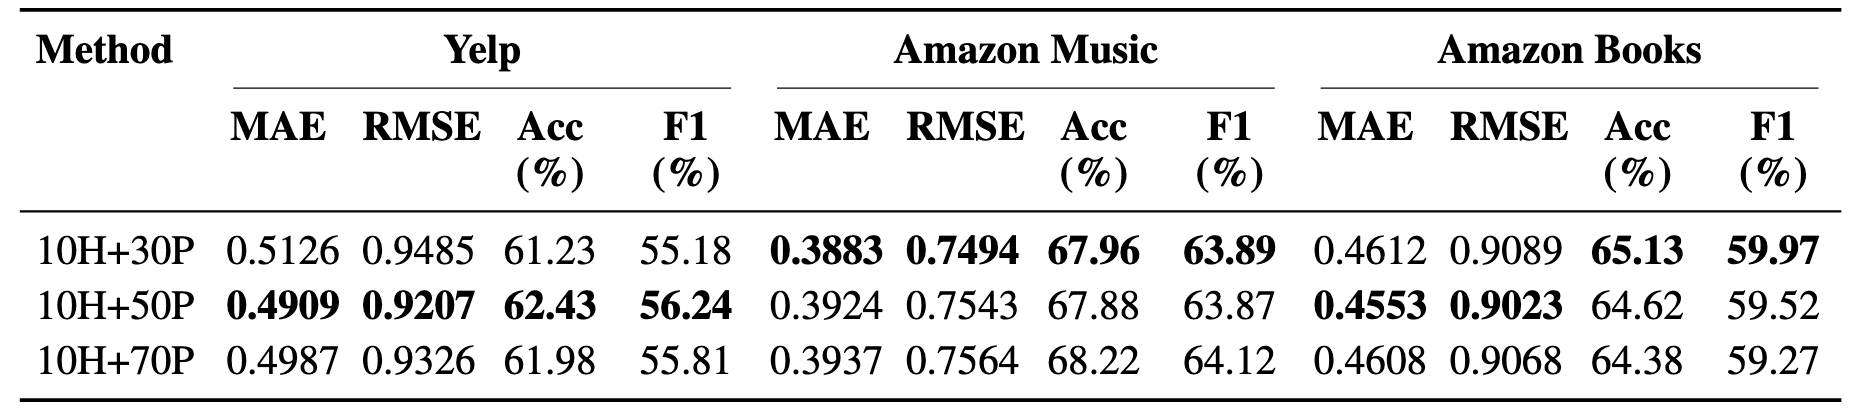 Method Yelp Amazon Music Amazon Books
MAE RMSE Acc F1 MAE RMSE Acc F1 MAE RMSE Acc F1
(%) (%) (%) (%) (%) (%)
10H+30P 0.5126 0.9485 61.23 55.18 0.3883 0.7494 67.96 63.89 0.4612 0.9089 65.13 59.97
10H+50P 0.4909 0.9207 62.43 56.24 0.3924 0.7543 67.88 63.87 0.4553 0.9023 64.62 59.52
10H+70P 0.4987 0.9326 61.98 55.81 0.3937 0.7564 68.22 64.12 0.4608 0.9068 64.38 59.27